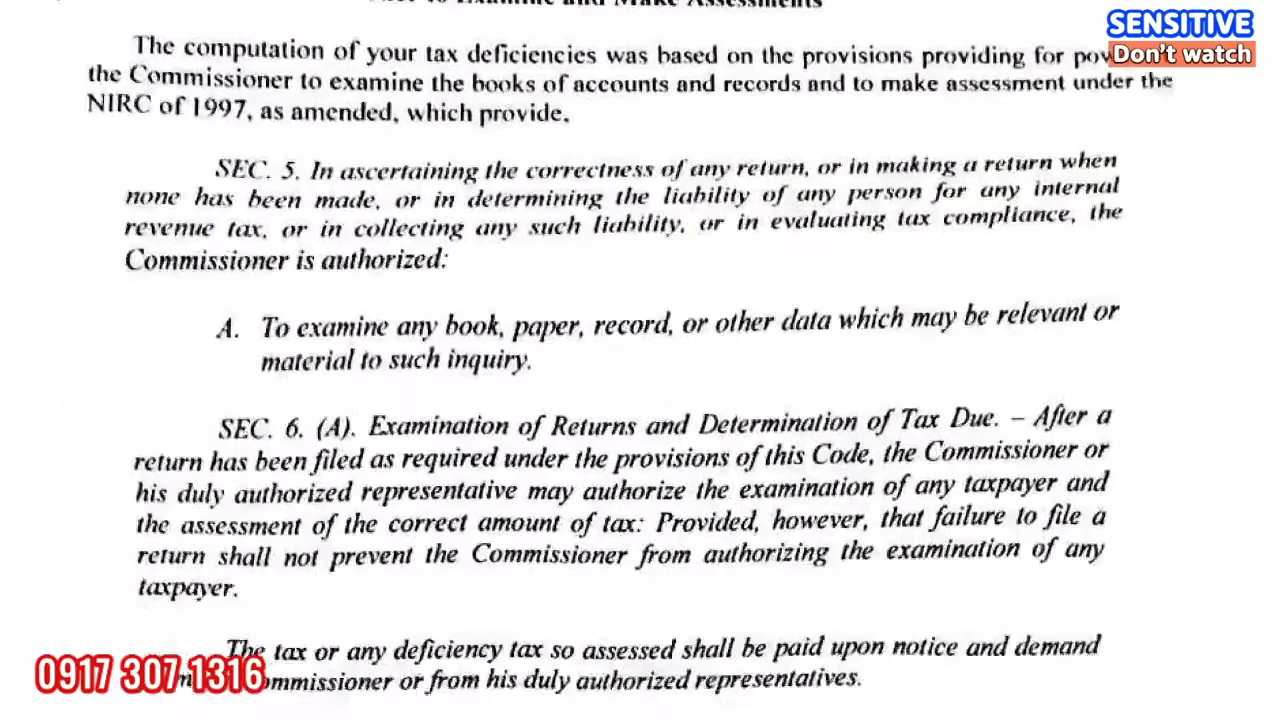 to Examine and Make Assessments
SENSITIVE
Don't watch
The computation of your tax deficiencies was based on the provisions providing for
the Commissioner to examine the books of accounts and records and to make assessment under the
NIRC of 1997, as amended, which provide,
SEC. 5. In ascertaining the correctness of any return, or in making a return when
none has been made, or in determining the liability of any person for any internal
revenue tax, or in collecting any such liability, or in evaluating tax compliance, the
Commissioner is authorized:
A. To examine any book, paper, record, or other data which may be relevant or
material to such inquiry.
SEC. 6. (A). Examination of Returns and Determination of Tax Due. – After a
return has been filed as required under the provisions of this Code, the Commissioner or
his duly authorized representative may authorize the examination of any taxpayer and
the assessment of the correct amount of tax: Provided, however, that failure to file a
return shall not prevent the Commissioner from authorizing the examination of any
taxpayer.
The tax or any deficiency tax so assessed shall be paid upon notice and demand
ommissioner or from his duly authorized representatives.
0917 307 1316